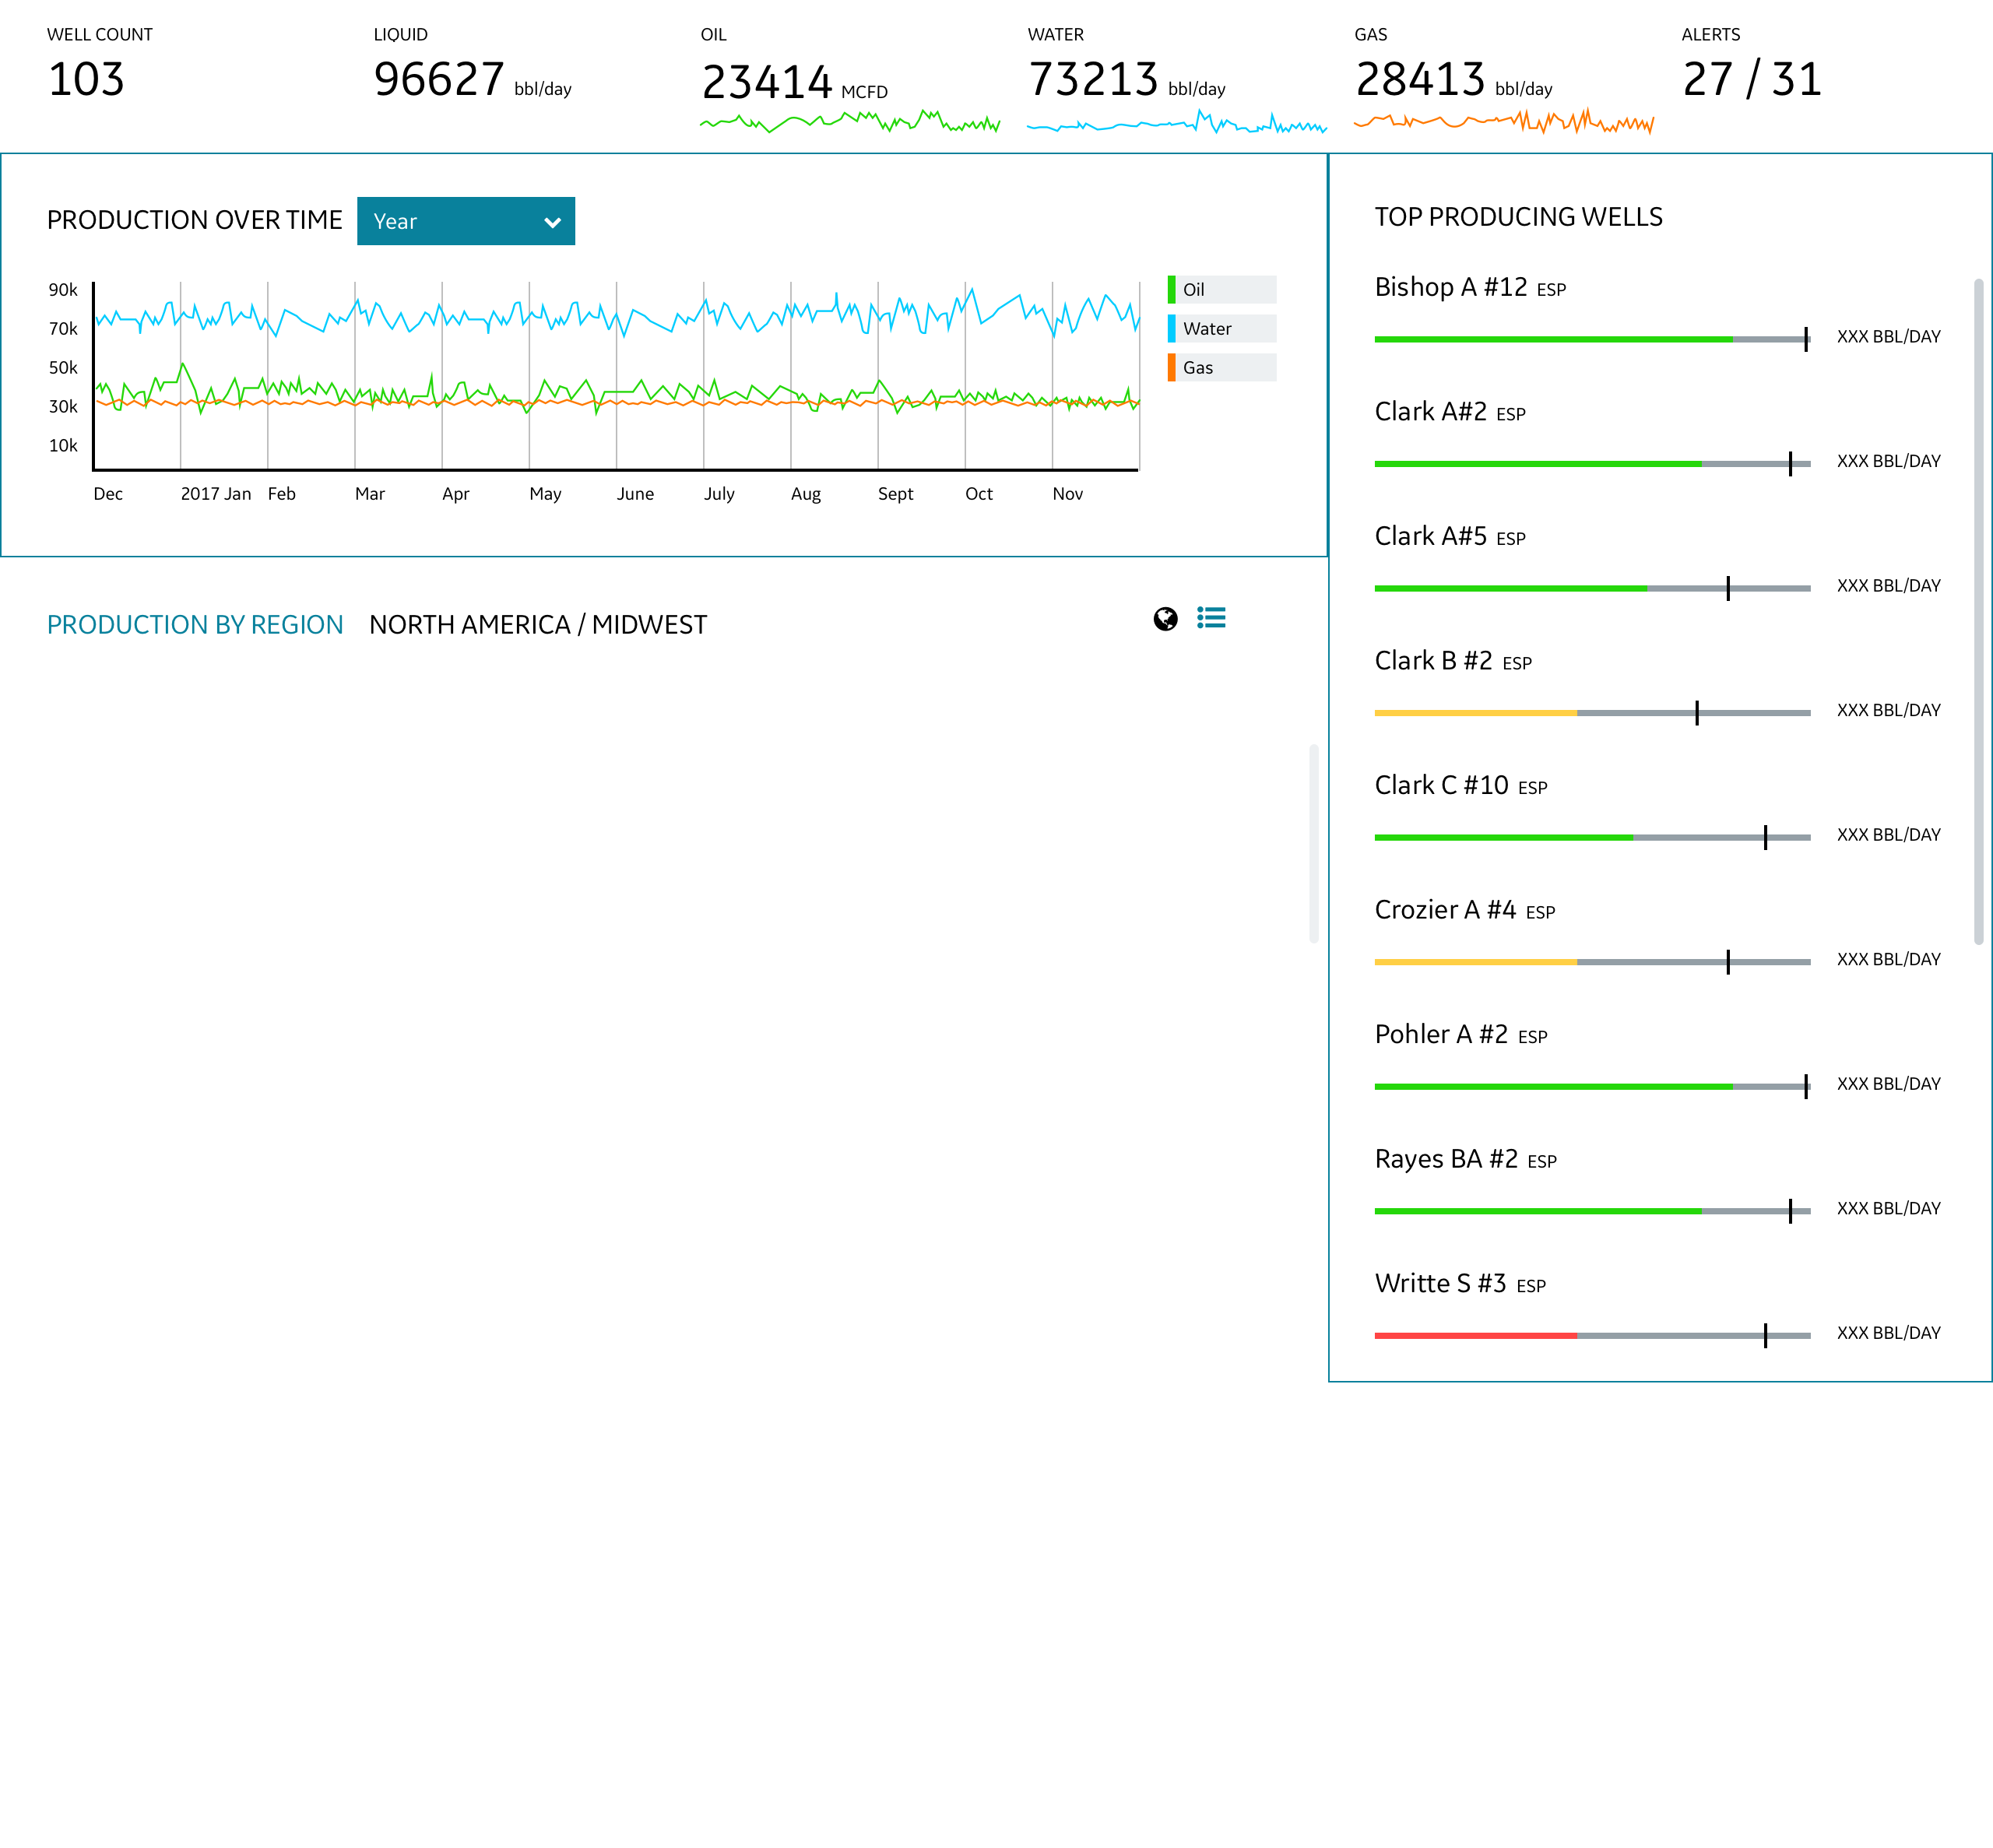 WELL COUNT
103
LIQUID
96627 bbl/day
OIL
23414 MCFD
WATER
73213 bbl/day
GAS
28413 bbl/day
ALERTS
27 / 31
PRODUCTION OVER TIME
Year
90k
70k
50k
30k
10k
Dec 2017 Jan Feb Mar Apr May June July Aug Sept Oct Nov
Oil
Water
Gas
PRODUCTION BY REGION NORTH AMERICA / MIDWEST
TOP PRODUCING WELLS
Bishop A #12 ESP
XXX BBL/DAY
Clark A#2 ESP
XXX BBL/DAY
Clark A#5 ESP
XXX BBL/DAY
Clark B #2 ESP
XXX BBL/DAY
Clark C #10 ESP
XXX BBL/DAY
Crozier A #4 ESP
XXX BBL/DAY
Pohler A #2 ESP
XXX BBL/DAY
Rayes BA #2 ESP
XXX BBL/DAY
Writte S #3 ESP
XXX BBL/DAY